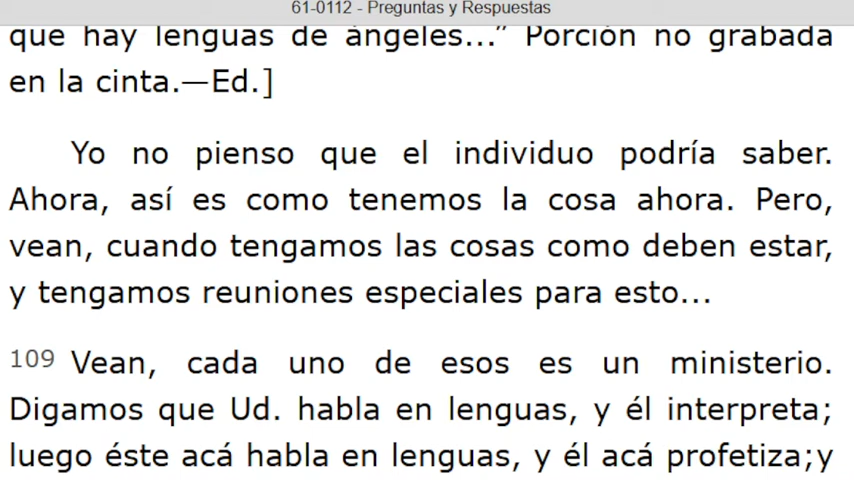 61-0112 - Preguntas y Respuestas
que hay lenguas de ángeles...” Porción no grabada
en la cinta.—Ed.]
Yo no pienso que el individuo podría saber.
Ahora, así es como tenemos la cosa ahora. Pero,
vean, cuando tengamos las cosas como deben estar,
y tengamos reuniones especiales para esto...
109 Vean, cada uno de esos es un ministerio.
Digamos que Ud. habla en lenguas, y él interpreta;
luego éste acá habla en lenguas, y él acá profetiza;y